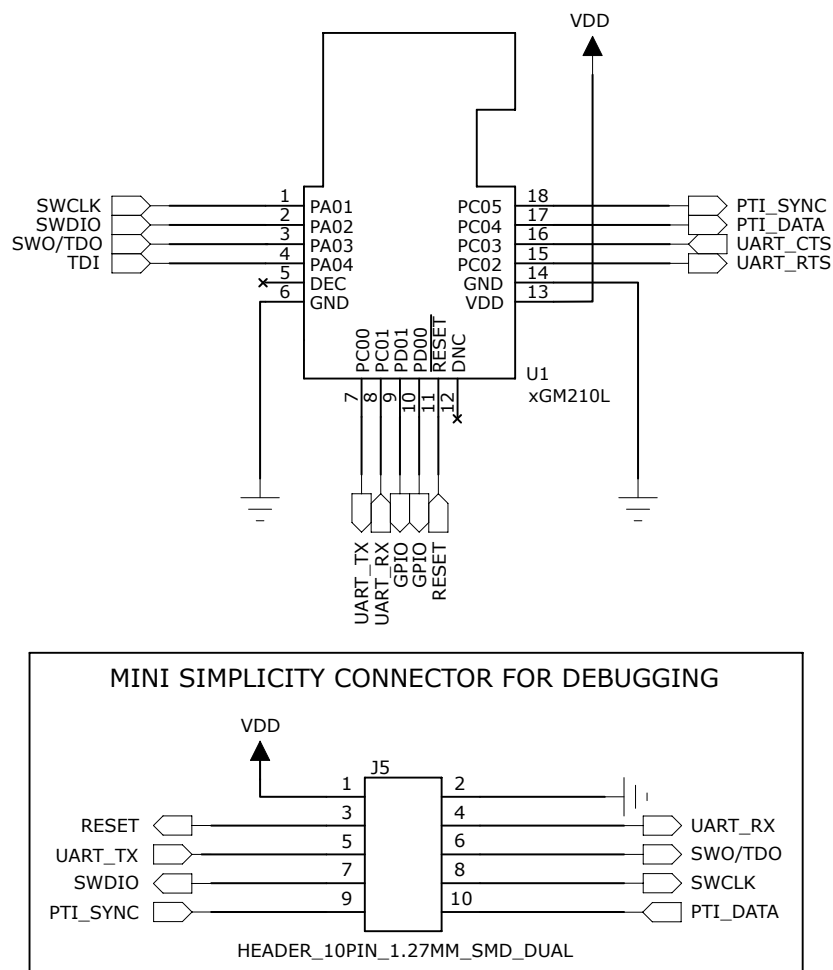 VDD
SWCLK 1 PA01 PC05 18 PTI_SYNC
SWDIO 2 PA02 PC04 17 PTI_DATA
SWO/TDO 3 PA03 PC03 16 UART_CTS
TDI 4 PA04 PC02 15 UART_RTS
5 DEC GND 14
6 GND VDD 13
PC00 PC01 PD01 PD00 RESET DNC
7 8 9 10 11 12
U1
xGM210L
UART_TX UART_RX GPIO GPIO RESET
MINI SIMPLICITY CONNECTOR FOR DEBUGGING
VDD
J5
1 2
RESET 3 4 UART_RX
UART_TX 5 6 SWO/TDO
SWDIO 7 8 SWCLK
PTI_SYNC 9 10 PTI_DATA
HEADER_10PIN_1.27MM_SMD_DUAL